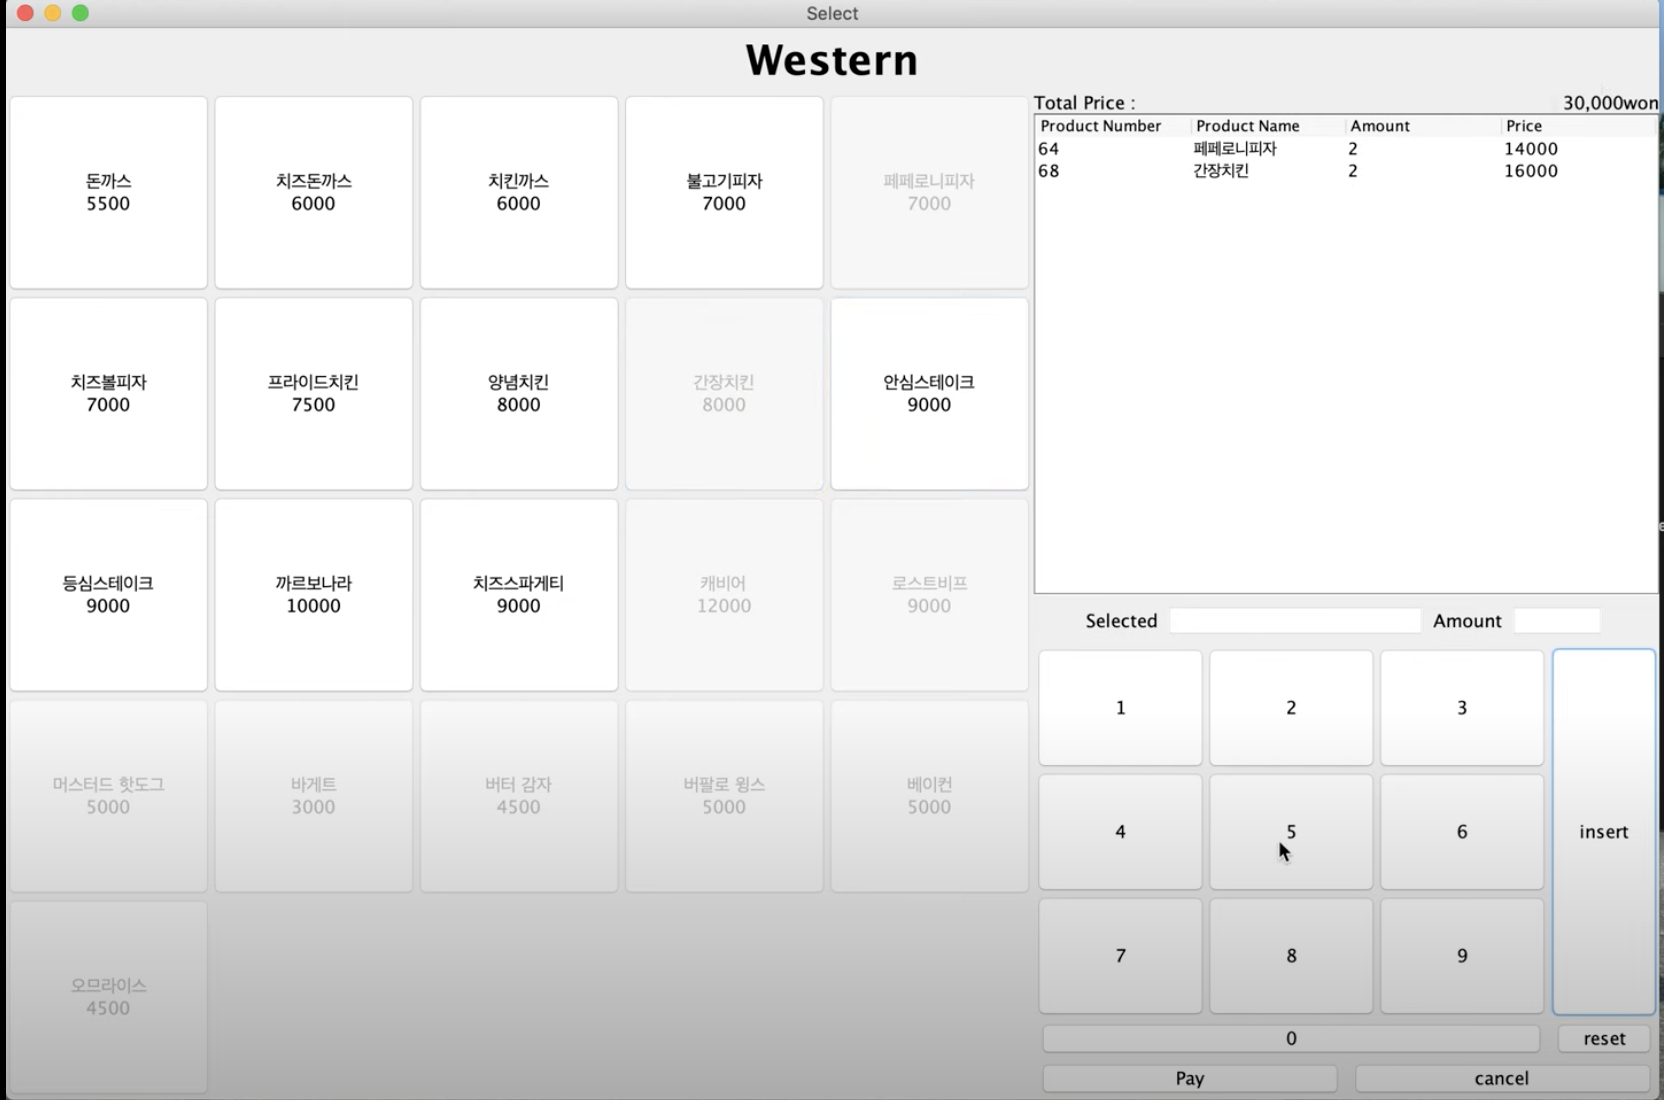 Select
Western
돈까스
5500
치즈돈까스
6000
치킨까스
6000
불고기피자
7000
페페로니피자
7000
치즈볼피자
7000
프라이드치킨
7500
양념치킨
8000
간장치킨
8000
안심스테이크
9000
등심스테이크
9000
까르보나라
10000
치즈스파게티
9000
캐비어
12000
로스트비프
9000
머스터드 핫도그
5000
바게트
3000
버터 감자
4500
버팔로 윙스
5000
베이컨
5000
오므라이스
4500
Total Price : 30,000won
Product Number Product Name Amount Price
64 페페로니피자 2 14000
68 간장치킨 2 16000
Selected Amount
1 2 3
4 5 6 insert
7 8 9
0 reset
Pay cancel